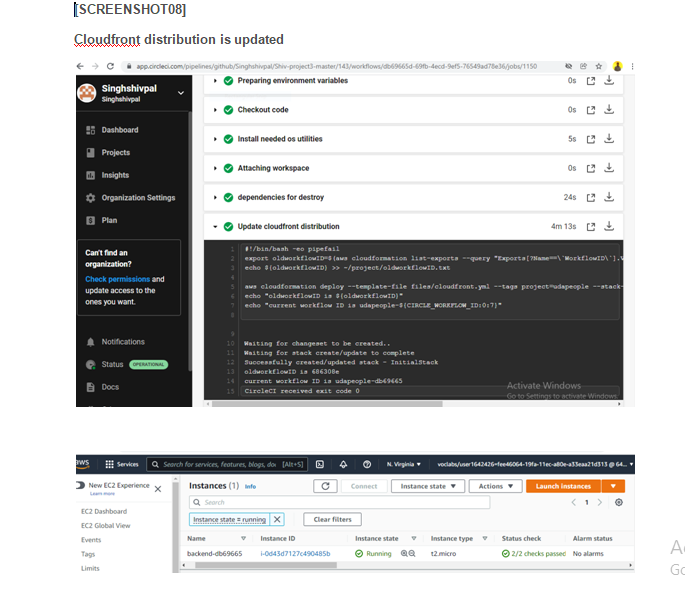 [SCREENSHOT08]
Cloudfront distribution is updated
app.circleci.com/pipelines/github/Singhshivpal/Shiv-project3-master/143/workflows/db69665d-69fb-4ecd-9ef5-76549ad78e36/jobs/1150
Singhshivpal
Singhshivpal
Dashboard
Projects
Insights
Organization Settings
Plan
Can't find an
organization?
Check permissions and
update access to the
ones you want.
Notifications
Status OPERATIONAL
Docs
Preparing environment variables 0s
Checkout code 0s
Install needed os utilities 5s
Attaching workspace 0s
dependencies for destroy 24s
Update cloudfront distribution 4m 13s
1 #!/bin/bash -eo pipefail
2 export oldworkflowID=$(aws cloudformation list-exports --query "Exports[?Name==\`WorkflowID\`].V
3 echo ${oldworkflowID} >> ~/project/oldworkflowID.txt
4
5 aws cloudformation deploy --template-file files/cloudfront.yml --tags project=udapeople --stack-
6 echo "oldworkflowID is ${oldworkflowID}"
7 echo "current workflow ID is udapeople-${CIRCLE_WORKFLOW_ID:0:7}"
8
9
10 Waiting for changeset to be created..
11 Waiting for stack create/update to complete
12 Successfully created/updated stack - InitialStack
13 oldworkflowID is 686308e
14 current workflow ID is udapeople-db69665
15 CircleCI received exit code 0
Activate Windows
Go to Settings to activate Windows.
aws Services Search for services, features, blogs, do [Alt+S] N. Virginia voclabs/user1642426=fee46064-19fa-11ec-a80e-a33eaa21d313 @ 64...
New EC2 Experience
Learn more
EC2 Dashboard
EC2 Global View
Events
Tags
Limits
Instances (1) Info Connect Instance state Actions Launch instances
Search 1
Instance state = running Clear filters
Name Instance ID Instance state Instance type Status check Alarm status
backend-db69665 i-0d43d7127c490485b Running t2.micro 2/2 checks passed No alarms